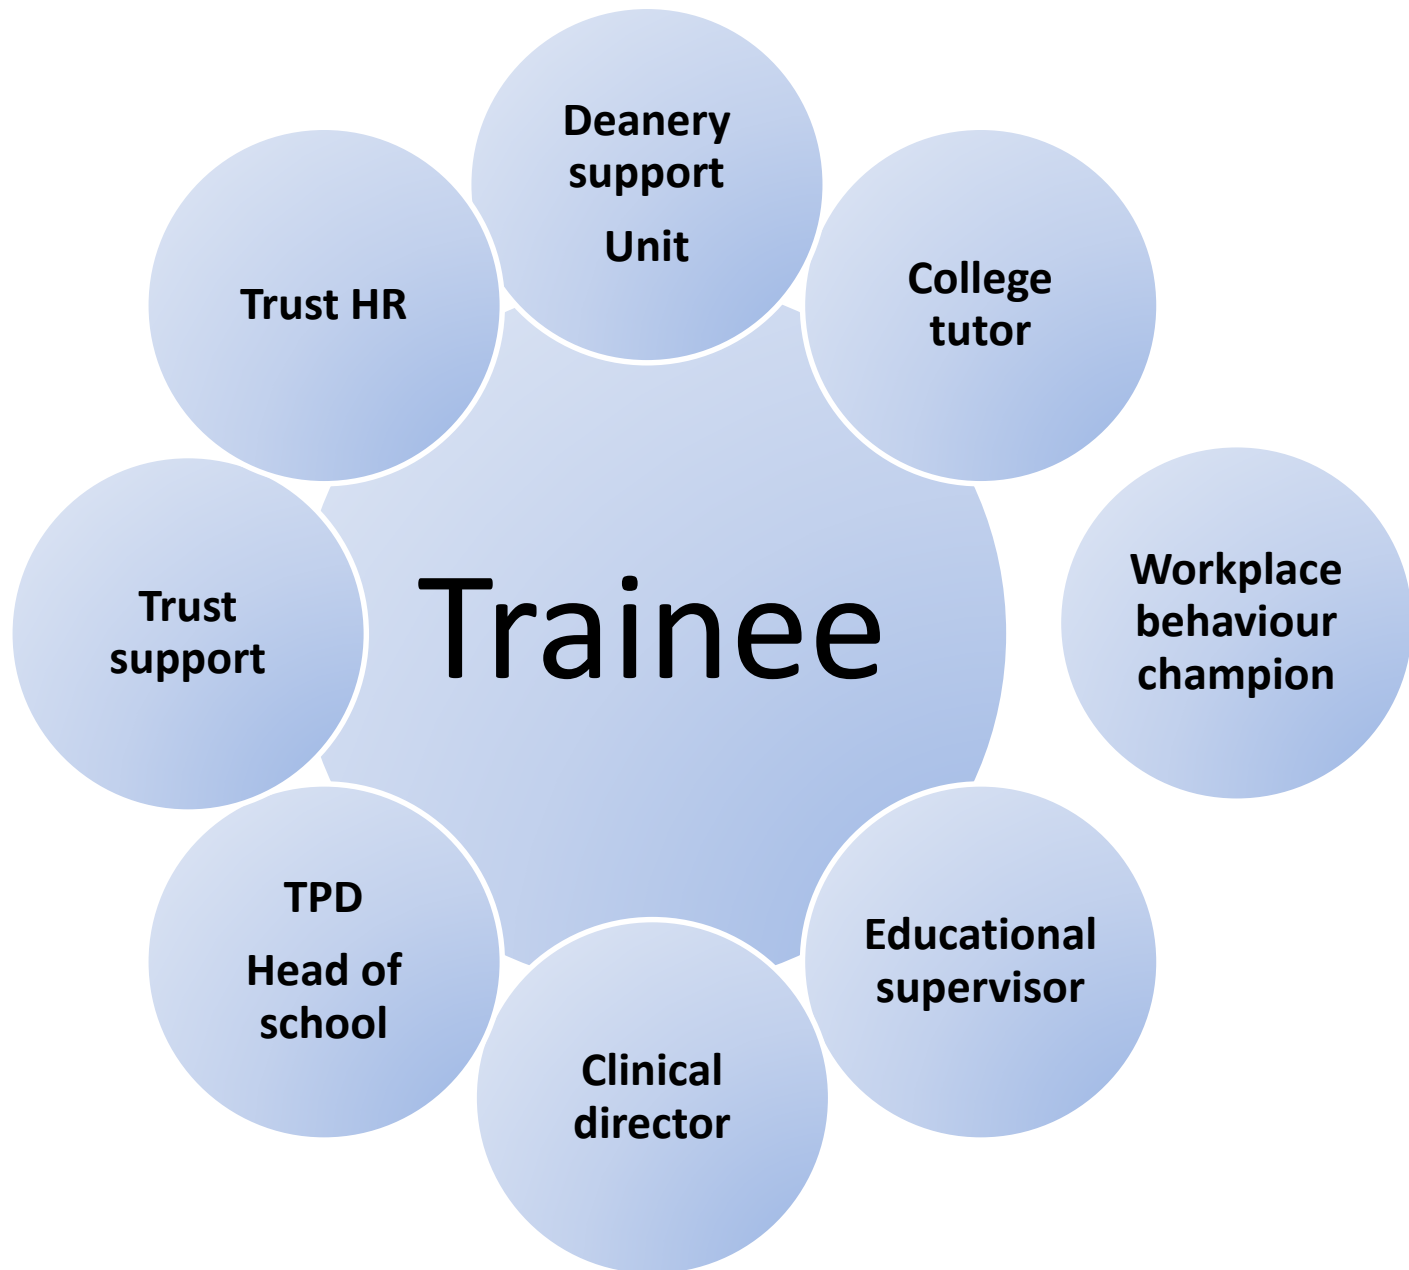 Deanery
support
Unit
College
tutor
Trust HR
Workplace
behaviour
champion
Trainee
Trust
support
TPD
Head of
school
Educational
supervisor
Clinical
director